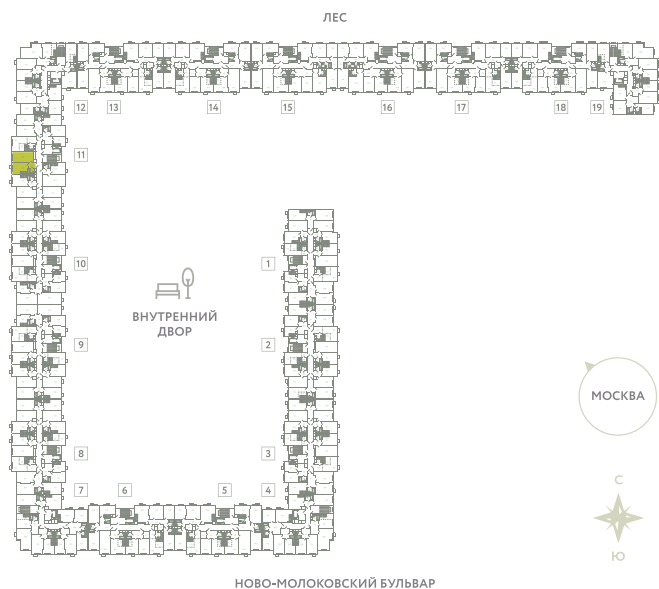 ЛЕС
12 13 14 15 16 17 18 19
11
10 1
ВНУТРЕННИЙ
ДВОР
9 2
МОСКВА
8 3
С
7 6 5 4
Ю
НОВО-МОЛОКОВСКИЙ БУЛЬВАР